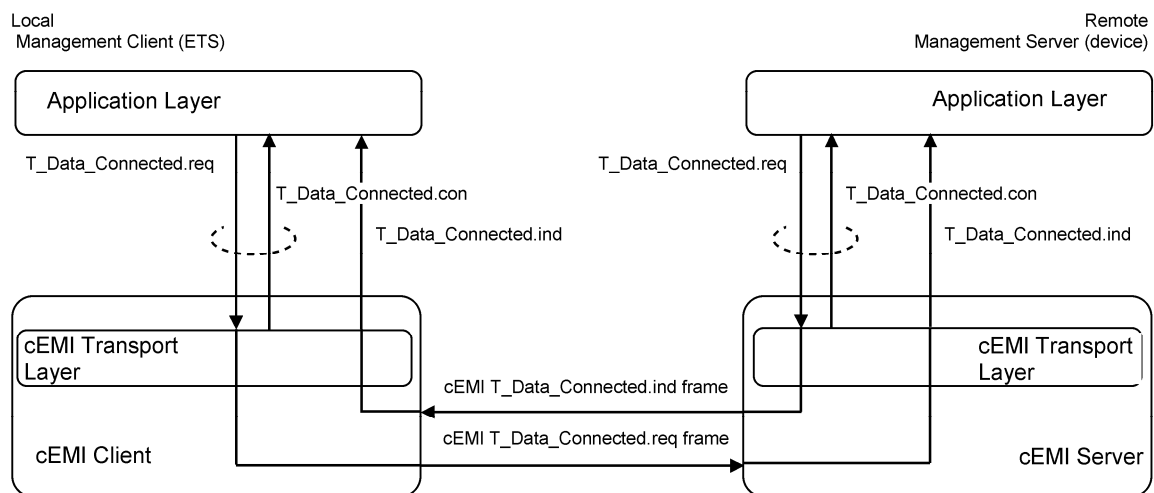 Local
Management Client (ETS)
Remote
Management Server (device)
Application Layer
Application Layer
T_Data_Connected.req
T_Data_Connected.con
T_Data_Connected.ind
T_Data_Connected.req
T_Data_Connected.con
T_Data_Connected.ind
cEMI Transport
Layer
cEMI Transport
Layer
cEMI T_Data_Connected.ind frame
cEMI T_Data_Connected.req frame
cEMI Client
cEMI Server